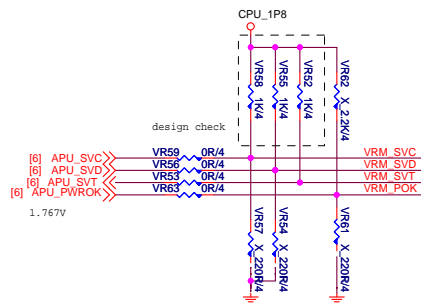 CPU_1P8
VR58
1K/4
VR55
1K/4
VR52
1K/4
VR62
X_2.2K/4
design check
[6] APU_SVC VR59 0R/4 VRM_SVC
[6] APU_SVD VR56 0R/4 VRM_SVD
[6] APU_SVT VR53 0R/4 VRM_SVT
[6] APU_PWROK VR63 0R/4 VRM_POK
1.767V
VR57
X_220R/4
VR54
X_220R/4
VR61
X_220R/4